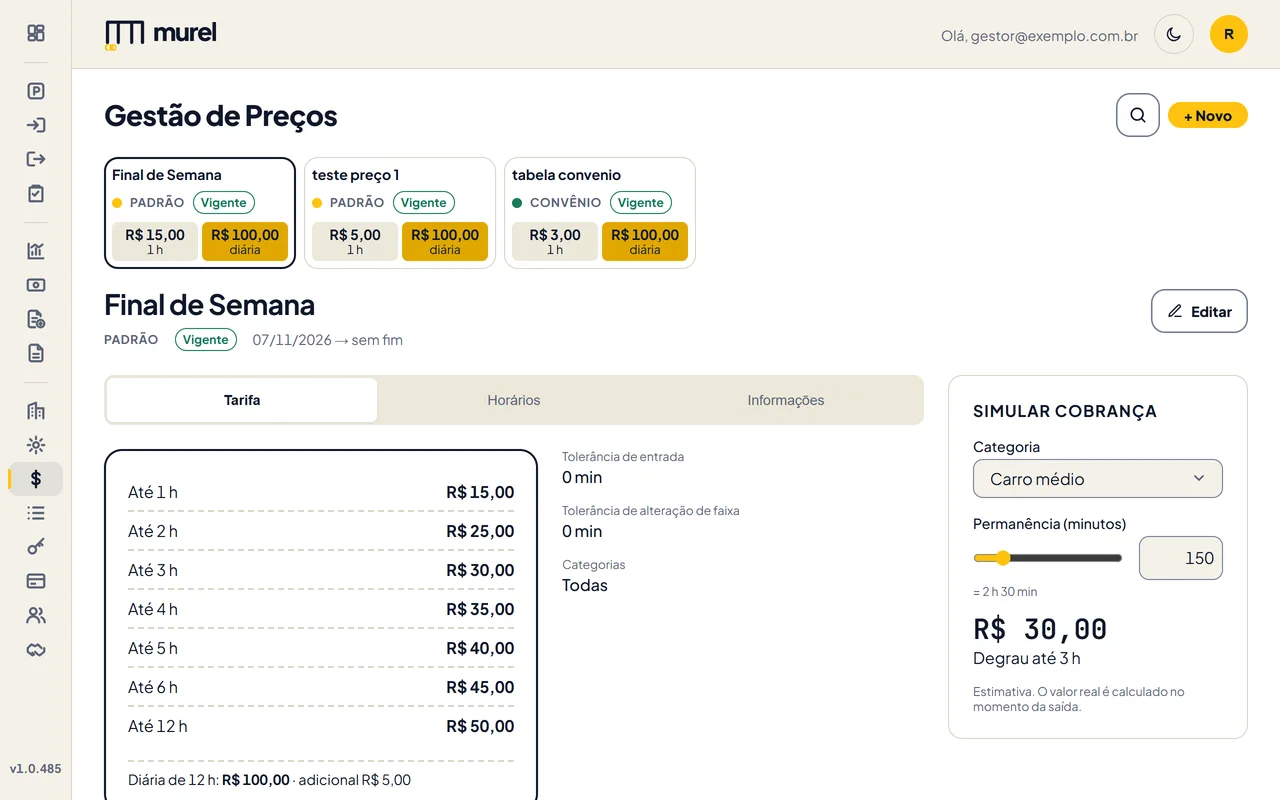 murel
Olá, gestor@exemplo.com.br
R
Gestão de Preços
+ Novo
Final de Semana
PADRÃO Vigente
R$ 15,00
1 h
R$ 100,00
diária
teste preço 1
PADRÃO Vigente
R$ 5,00
1 h
R$ 100,00
diária
tabela convenio
CONVÊNIO Vigente
R$ 3,00
1 h
R$ 100,00
diária
Final de Semana
PADRÃO Vigente 07/11/2026 → sem fim
Editar
Tarifa Horários Informações
Até 1 h R$ 15,00
Até 2 h R$ 25,00
Até 3 h R$ 30,00
Até 4 h R$ 35,00
Até 5 h R$ 40,00
Até 6 h R$ 45,00
Até 12 h R$ 50,00
Diária de 12 h: R$ 100,00 · adicional R$ 5,00
Tolerância de entrada
0 min
Tolerância de alteração de faixa
0 min
Categorias
Todas
SIMULAR COBRANÇA
Categoria
Carro médio
Permanência (minutos)
150
= 2 h 30 min
R$ 30,00
Degrau até 3 h
Estimativa. O valor real é calculado no
momento da saída.
v1.0.485